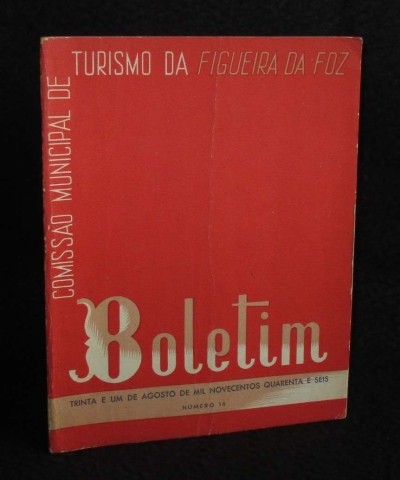 COMISSÃO MUNICIPAL DE
TURISMO DA FIGUEIRA DA FOZ
Boletim
TRINTA E UM DE AGOSTO DE MIL NOVECENTOS QUARENTA E SEIS
NÚMERO 16